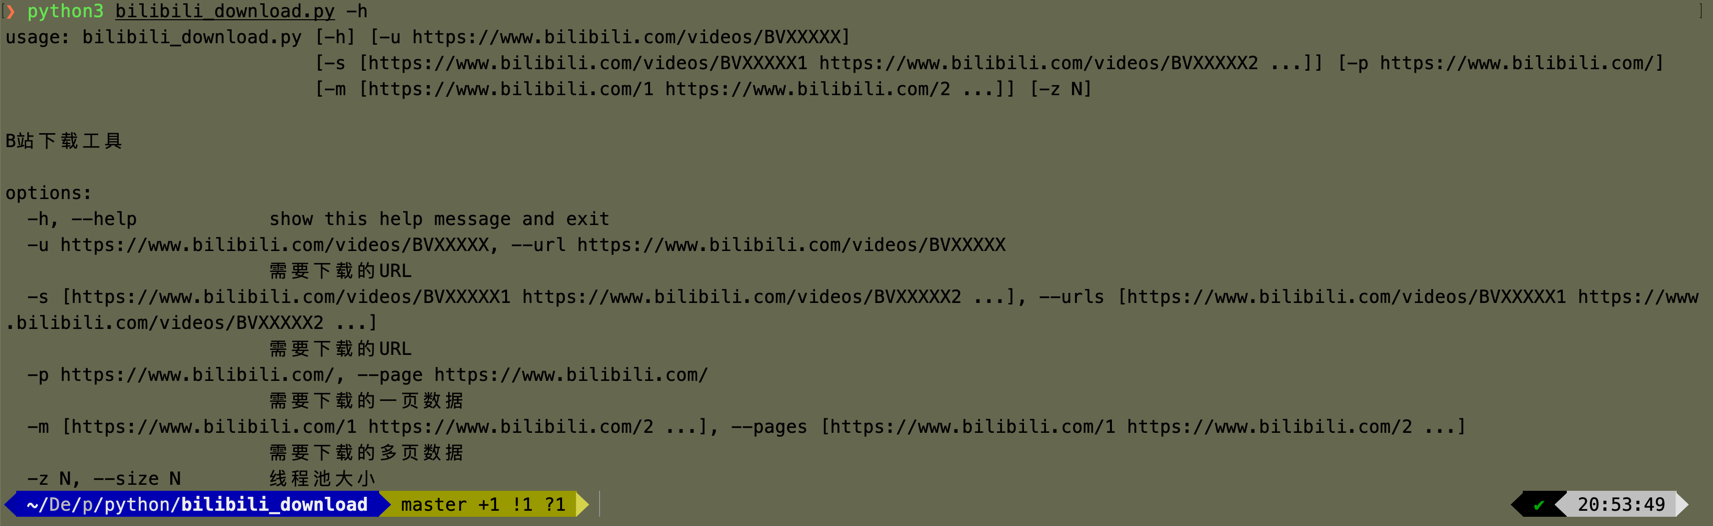 ❯ python3 bilibili_download.py -h
usage: bilibili_download.py [-h] [-u https://www.bilibili.com/videos/BVXXXXX]
[-s [https://www.bilibili.com/videos/BVXXXXX1 https://www.bilibili.com/videos/BVXXXXX2 ...]] [-p https://www.bilibili.com/]
[-m [https://www.bilibili.com/1 https://www.bilibili.com/2 ...]] [-z N]
B站下载工具
options:
-h, --help show this help message and exit
-u https://www.bilibili.com/videos/BVXXXXX, --url https://www.bilibili.com/videos/BVXXXXX
需要下载的URL
-s [https://www.bilibili.com/videos/BVXXXXX1 https://www.bilibili.com/videos/BVXXXXX2 ...], --urls [https://www.bilibili.com/videos/BVXXXXX1 https://www
.bilibili.com/videos/BVXXXXX2 ...]
需要下载的URL
-p https://www.bilibili.com/, --page https://www.bilibili.com/
需要下载的一页数据
-m [https://www.bilibili.com/1 https://www.bilibili.com/2 ...], --pages [https://www.bilibili.com/1 https://www.bilibili.com/2 ...]
需要下载的多页数据
-z N, --size N 线程池大小
~/De/p/python/bilibili_download master +1 !1 ?1 ✔ 20:53:49